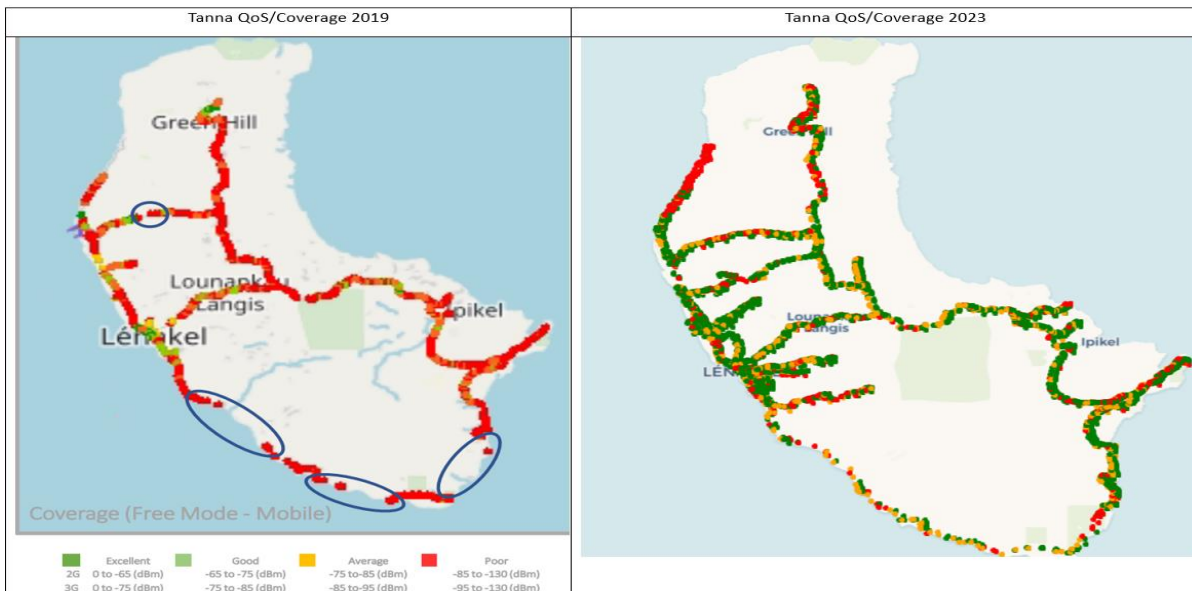 Tanna QoS/Coverage 2019
Tanna QoS/Coverage 2023
Green Hill
Langis
Lénakel
Ipikel
Coverage (Free Mode - Mobile)
Excellent Good Average Poor
2G 0 to -65 (dBm) -65 to -75 (dBm) -75 to -85 (dBm) -85 to -130 (dBm)
3G 0 to -75 (dBm) -75 to -85 (dBm) -85 to -95 (dBm) -95 to -130 (dBm)
Green Hill
Langis
Ipikel